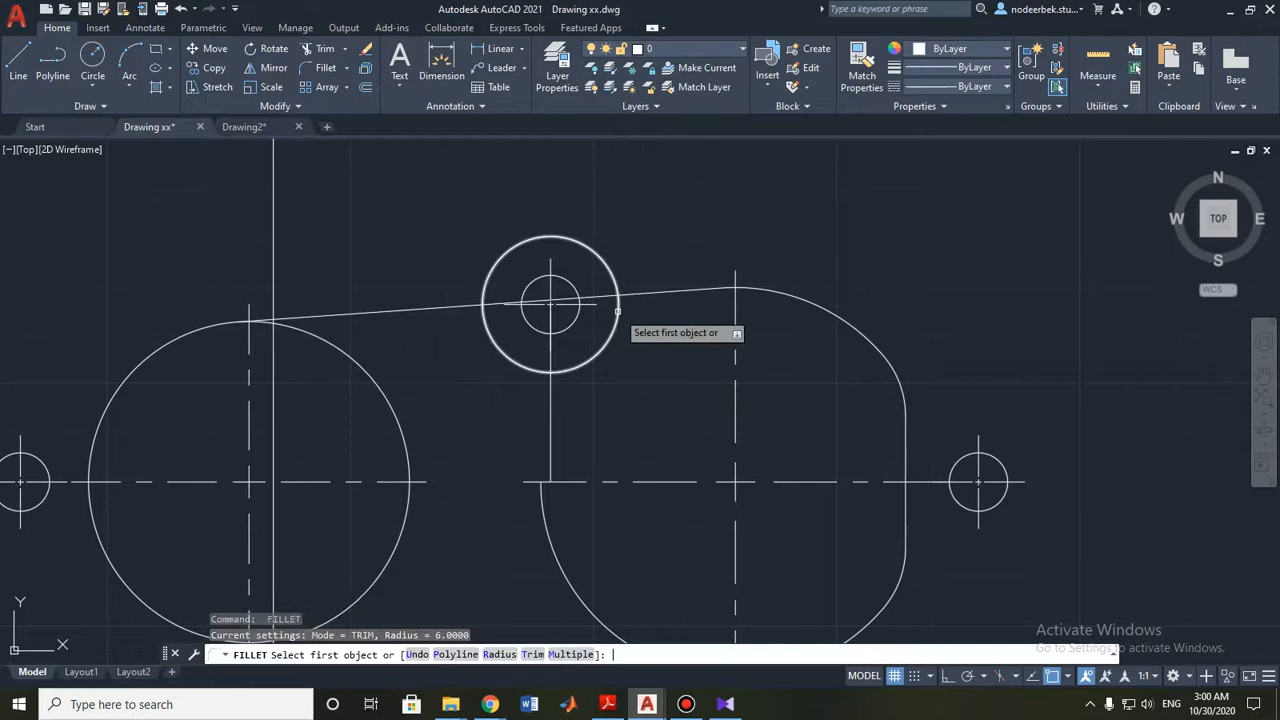 Autodesk AutoCAD 2021 Drawing xx.dwg
Type a keyword or phrase
nodeerbek.stu...
Home Insert Annotate Parametric View Manage Output Add-ins Collaborate Express Tools Featured Apps
Line Polyline Circle Arc
Move Rotate Trim
Copy Mirror Fillet
Stretch Scale Array
Text Dimension
Linear
Leader
Table
Layer Properties
0
Make Current
Match Layer
Insert
Create
Edit
Match Properties
ByLayer
ByLayer
ByLayer
Group
Measure
Paste
Base
Draw Modify Annotation Layers Block Properties Groups Utilities Clipboard View
Start Drawing xx* Drawing2*
[−][Top][2D Wireframe]
N
W TOP E
S
WCS
Select first object or
Y
X
Command: FILLET
Current settings: Mode = TRIM, Radius = 6.0000
FILLET Select first object or [Undo Polyline Radius Trim Multiple]:
Activate Windows
Go to Settings to activate Windows.
Model Layout1 Layout2
MODEL
1:1
Type here to search
ENG
3:00 AM
10/30/2020